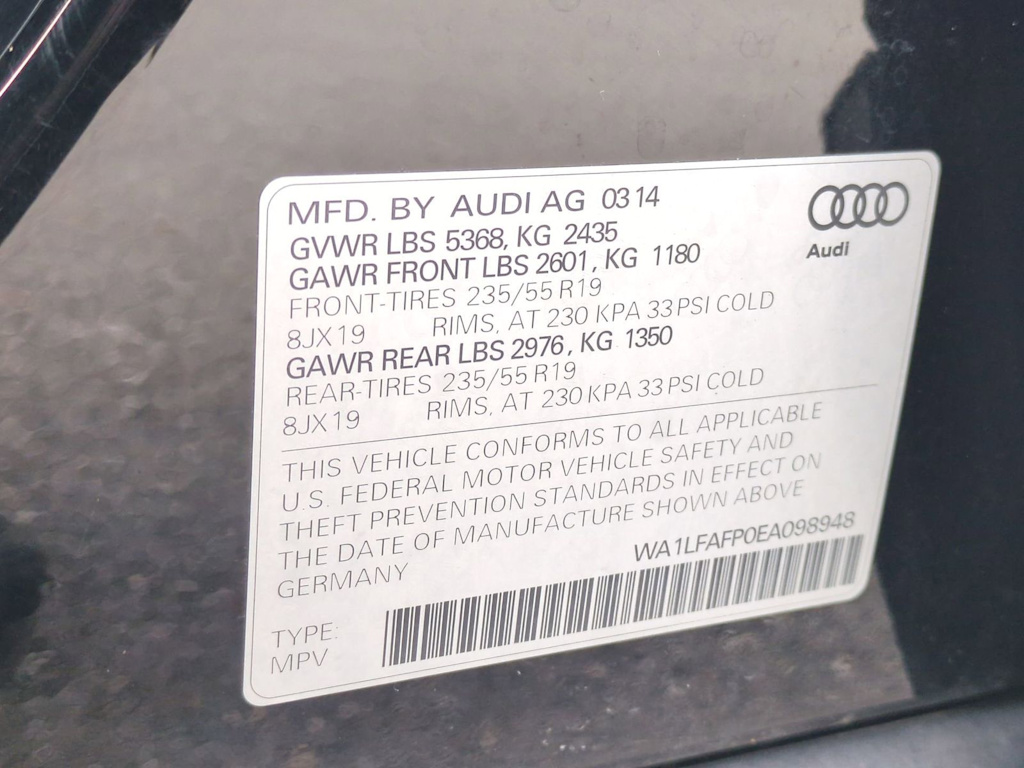 MFD. BY AUDI AG 0314
GVWR LBS 5368, KG 2435
GAWR FRONT LBS 2601, KG 1180
FRONT-TIRES 235/55 R19
8JX19 RIMS, AT 230 KPA 33 PSI COLD
GAWR REAR LBS 2976, KG 1350
REAR-TIRES 235/55 R19
8JX19 RIMS, AT 230 KPA 33 PSI COLD
Audi
THIS VEHICLE CONFORMS TO ALL APPLICABLE
U.S. FEDERAL MOTOR VEHICLE SAFETY AND
THEFT PREVENTION STANDARDS IN EFFECT ON
THE DATE OF MANUFACTURE SHOWN ABOVE
GERMANY
WA1LFAFP0EA098948
TYPE:
MPV